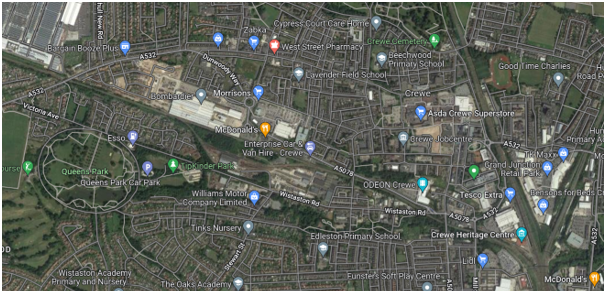 Cypress Court Care Home
Zabka
Crewe Cemetery
Bargain Booze Plus
A532
West Street Pharmacy
Beechwood
Primary School
Good Time Charlies
A532
Dunwoody Way
Lavender Field School
Bombardier
Morrisons
Crewe
Victoria Ave
Asda Crewe Superstore
McDonald's
Esso
Enterprise Car &
Van Hire - Crewe
Crewe Jobcentre
TK Maxx
Primary
A5078
Grand Junction
Retail Park
Queens Park
Tipkinder Park
Queens Park Car Park
ODEON Crewe
Tesco Extra
Bensons for Beds
Williams Motor
Company Limited
Wistaston Rd
Wistaston Rd
A5078
A532
Tinks Nursery
Edleston Primary School
Crewe Heritage Centre
Stewart St
Lidl
Wistaston Academy
Primary and Nursery
The Oaks Academy
Funsters Soft Play Centre
McDonald's